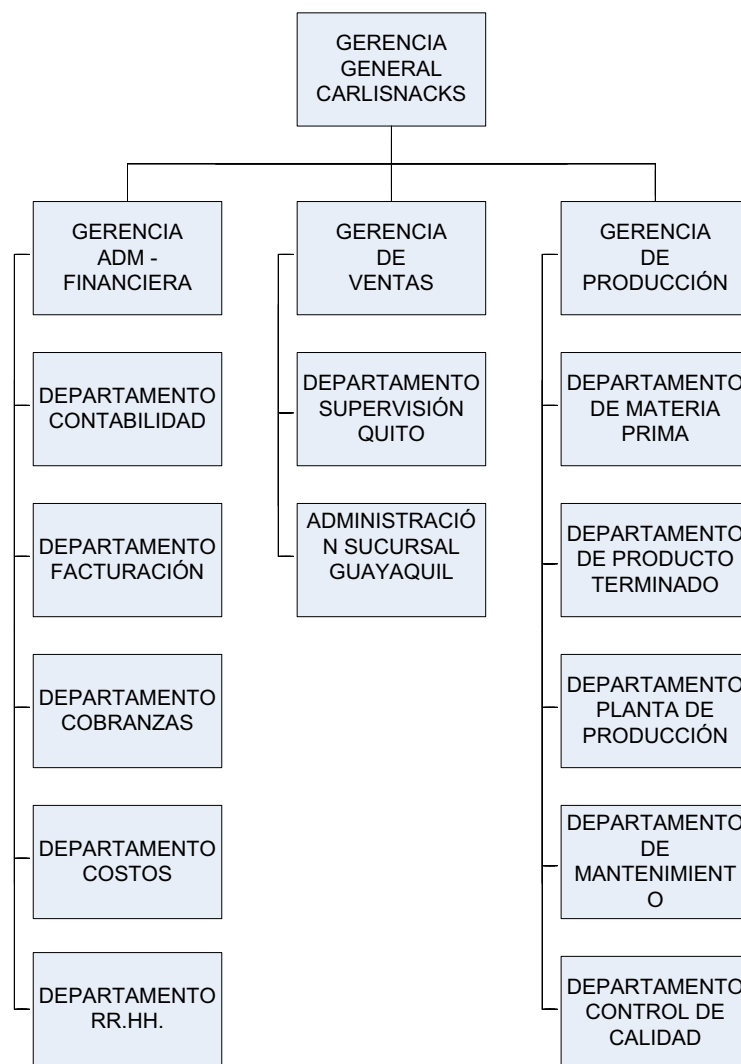 GERENCIA
GENERAL
CARLISNACKS
GERENCIA
ADM -
FINANCIERA
DEPARTAMENTO
CONTABILIDAD
DEPARTAMENTO
FACTURACIÓN
DEPARTAMENTO
COBRANZAS
DEPARTAMENTO
COSTOS
DEPARTAMENTO
RR.HH.
GERENCIA
DE
VENTAS
DEPARTAMENTO
SUPERVISIÓN
QUITO
ADMINISTRACIÓ
N SUCURSAL
GUAYAQUIL
GERENCIA
DE
PRODUCCIÓN
DEPARTAMENTO
DE MATERIA
PRIMA
DEPARTAMENTO
DE PRODUCTO
TERMINADO
DEPARTAMENTO
PLANTA DE
PRODUCCIÓN
DEPARTAMENTO
DE
MANTENIMIENT
O
DEPARTAMENTO
CONTROL DE
CALIDAD